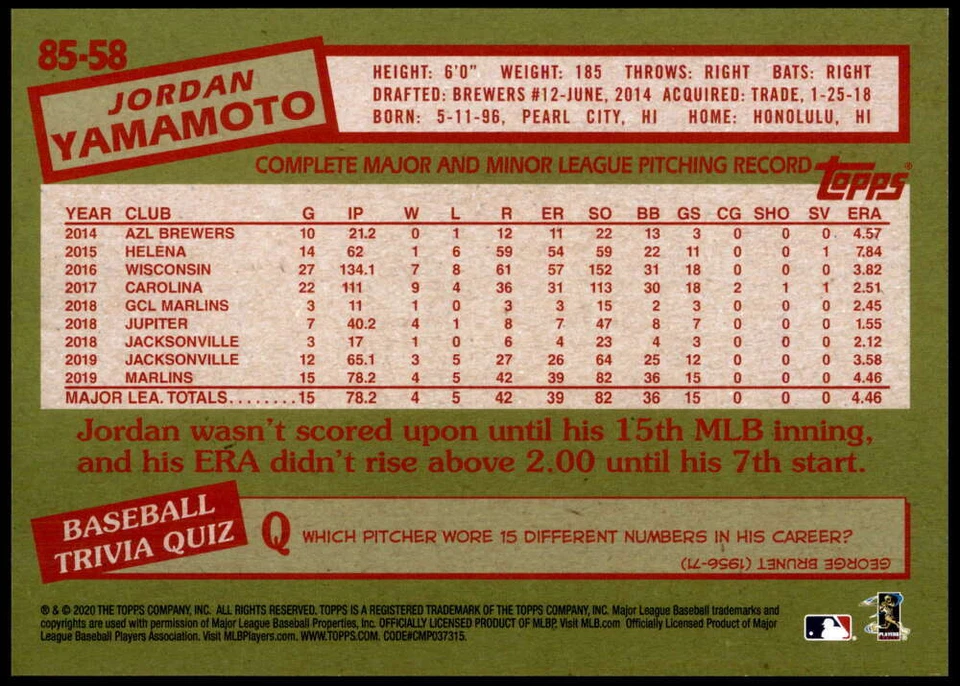 85-58
JORDAN
YAMAMOTO
HEIGHT: 6'0" WEIGHT: 185 THROWS: RIGHT BATS: RIGHT
DRAFTED: BREWERS #12-JUNE, 2014 ACQUIRED: TRADE, 1-25-18
BORN: 5-11-96, PEARL CITY, HI HOME: HONOLULU, HI
COMPLETE MAJOR AND MINOR LEAGUE PITCHING RECORD
Topps®
YEAR CLUB G IP W L R ER SO BB GS CG SHO SV ERA
2014 AZL BREWERS 10 21.2 0 1 12 11 22 13 3 0 0 0 4.57
2015 HELENA 14 62 1 6 59 54 59 22 11 0 0 1 7.84
2016 WISCONSIN 27 134.1 7 8 61 57 152 31 18 0 0 0 3.82
2017 CAROLINA 22 111 9 4 36 31 113 30 18 2 1 1 2.51
2018 GCL MARLINS 3 11 1 0 3 3 15 2 3 0 0 0 2.45
2018 JUPITER 7 40.2 4 1 8 7 47 8 7 0 0 0 1.55
2018 JACKSONVILLE 3 17 1 0 6 4 23 4 3 0 0 0 2.12
2019 JACKSONVILLE 12 65.1 3 5 27 26 64 25 12 0 0 0 3.58
2019 MARLINS 15 78.2 4 5 42 39 82 36 15 0 0 0 4.46
MAJOR LEA. TOTALS........15 78.2 4 5 42 39 82 36 15 0 0 0 4.46
Jordan wasn't scored upon until his 15th MLB inning,
and his ERA didn't rise above 2.00 until his 7th start.
BASEBALL
TRIVIA QUIZ
Q WHICH PITCHER WORE 15 DIFFERENT NUMBERS IN HIS CAREER?
GEORGE BRUNET (1956-71)
® & © 2020 THE TOPPS COMPANY, INC. ALL RIGHTS RESERVED. TOPPS IS A REGISTERED TRADEMARK OF THE TOPPS COMPANY, INC. Major League Baseball trademarks and
copyrights are used with permission of Major League Baseball Properties, Inc. OFFICIALLY LICENSED PRODUCT OF MLBP. Visit MLB.com Officially Licensed Product of Major
League Baseball Players Association. Visit MLBPlayers.com. WWW.TOPPS.COM. CODE#CMP037315.
PLAYERS